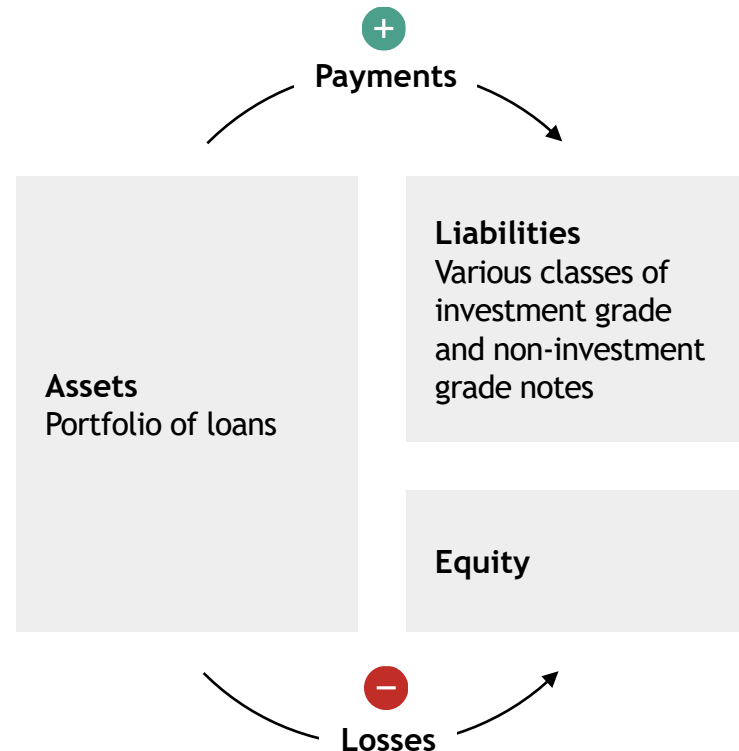 +
Payments
Assets
Portfolio of loans
Liabilities
Various classes of
investment grade
and non-investment
grade notes
Equity
−
Losses